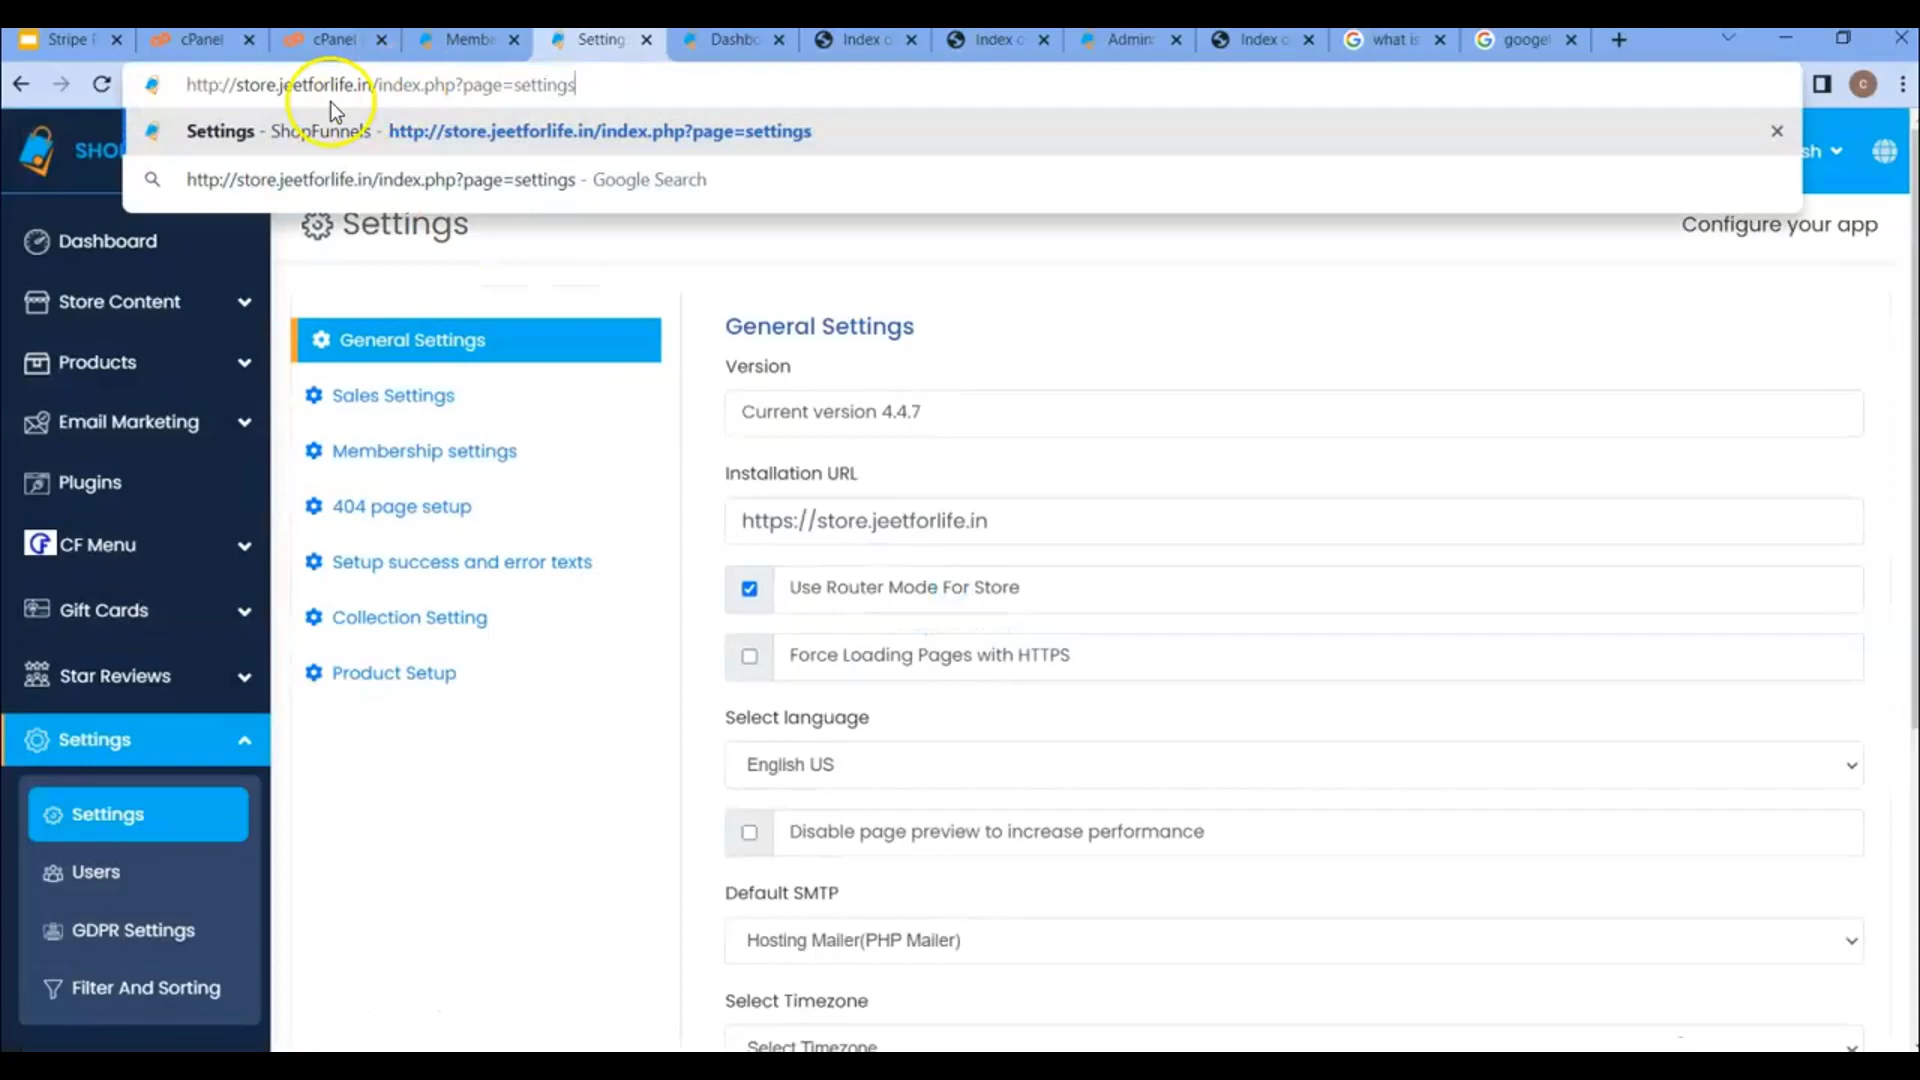 Stripe
cPanel
cPanel
Membe
Setting
Dashbo
Index o
Index o
Admin
Index o
what is
googe
http://store.jeetforlife.in/index.php?page=settings
Settings - ShopFunnels - http://store.jeetforlife.in/index.php?page=settings
http://store.jeetforlife.in/index.php?page=settings - Google Search
C
SHO
sh
Settings
Configure your app
Dashboard
Store Content
Products
Email Marketing
Plugins
CF Menu
Gift Cards
Star Reviews
Settings
Settings
Users
GDPR Settings
Filter And Sorting
General Settings
Sales Settings
Membership settings
404 page setup
Setup success and error texts
Collection Setting
Product Setup
General Settings
Version
Current version 4.4.7
Installation URL
https://store.jeetforlife.in
Use Router Mode For Store
Force Loading Pages with HTTPS
Select language
English US
Disable page preview to increase performance
Default SMTP
Hosting Mailer(PHP Mailer)
Select Timezone
Select Timezone